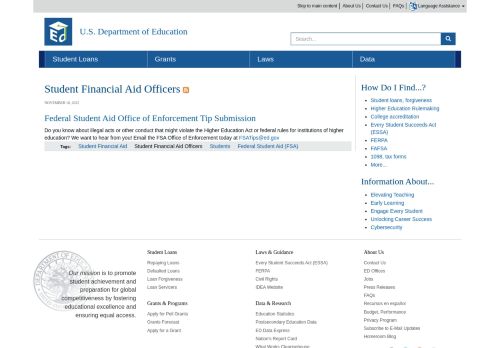 Skip to main content | About Us | Contact Us | FAQs | Language Assistance
U.S. Department of Education
Search...
Student Loans
Grants
Laws
Data
Student Financial Aid Officers
Federal Student Aid Office of Enforcement Tip Submission
Do you know about illegal acts or other conduct that might violate the Higher Education Act or federal rules for institutions of higher
education? We want to hear from you! Email the FSA Office of Enforcement today at FSATips@ed.gov
Tags: Student Financial Aid Student Financial Aid Officers Students Federal Student Aid (FSA)
How Do I Find...?
Student loans, forgiveness
Higher Education Rulemaking
College accreditation
Every Student Succeeds Act
(ESSA)
FERPA
FAFSA
1098, tax forms
More...
Information About...
Elevating Teaching
Early Learning
Engage Every Student
Unlocking Career Success
Cybersecurity
Our mission is to promote
student achievement and
preparation for global
competitiveness by fostering
educational excellence and
ensuring equal access.
Student Loans
Repaying Loans
Defaulted Loans
Loan Forgiveness
Loan Servicers
Grants & Programs
Apply for Pell Grants
Grants Forecast
Apply for a Grant
Laws & Guidance
Every Student Succeeds Act (ESSA)
FERPA
Civil Rights
IDEA Website
Data & Research
Education Statistics
Postsecondary Education Data
ED Data Express
Nation's Report Card
What Works Clearinghouse
About Us
Contact Us
ED Offices
Jobs
Press Releases
FAQs
Recursos en español
Budget, Performance
Privacy Program
Subscribe to E-Mail Updates
Homeroom Blog